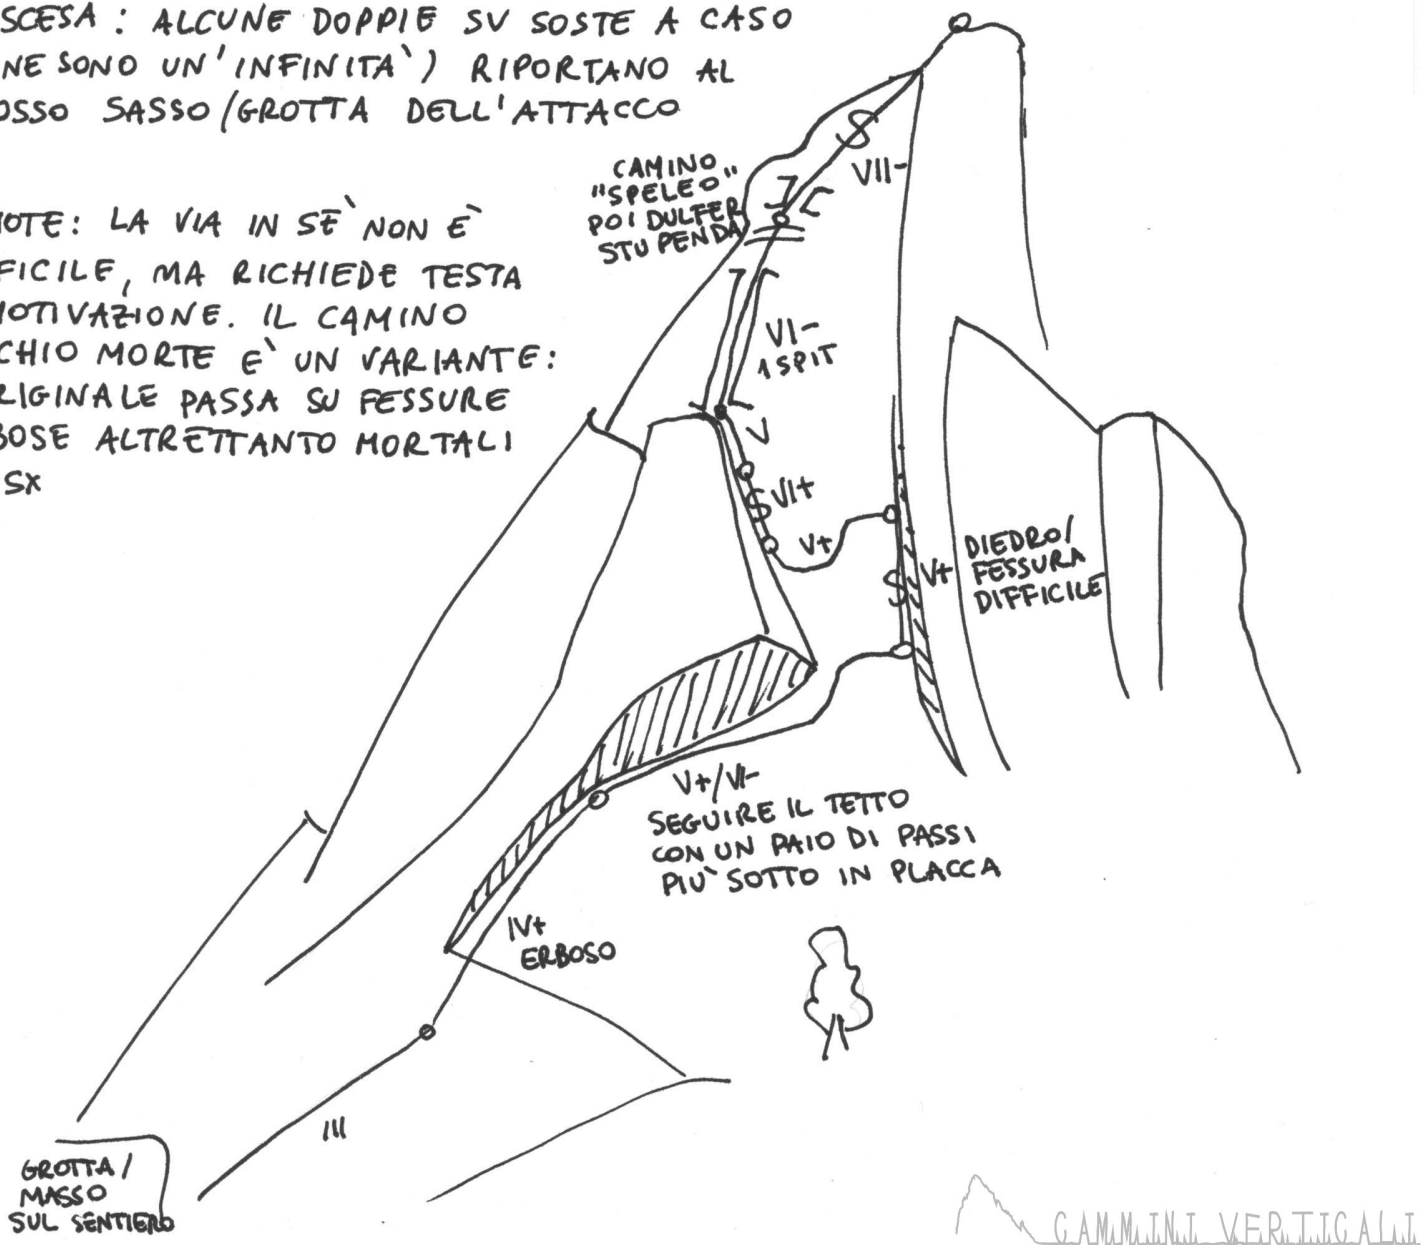 SCESA: ALCUNE DOPPIE SU SOSTE A CASO
NE SONO UN'INFINITA') RIPORTANO AL
OSSO SASSO/GROTTA DELL'ATTACCO
OTE: LA VIA IN SE' NON E'
FICILE, MA RICHIEDE TESTA
MOTIVAZIONE. IL CAMINO
CHIO MORTE E' UN VARIANTE:
RIGINALE PASSA SU FESSURE
BOSE ALTRETTANTO MORTALI
SX
CAMINO
"SPELEO"
POI DULFER
STUPENDA
VII-
VI-
1 SPIT
V
VI+
V+
V+
DIEDRO/
FESSURA
DIFFICILE
V+/VI-
SEGUIRE IL TETTO
CON UN PAIO DI PASSI
PIU' SOTTO IN PLACCA
IV+
ERBOSO
III
GROTTA/
MASSO
SUL SENTIERO
CAMMINI VERTICALI